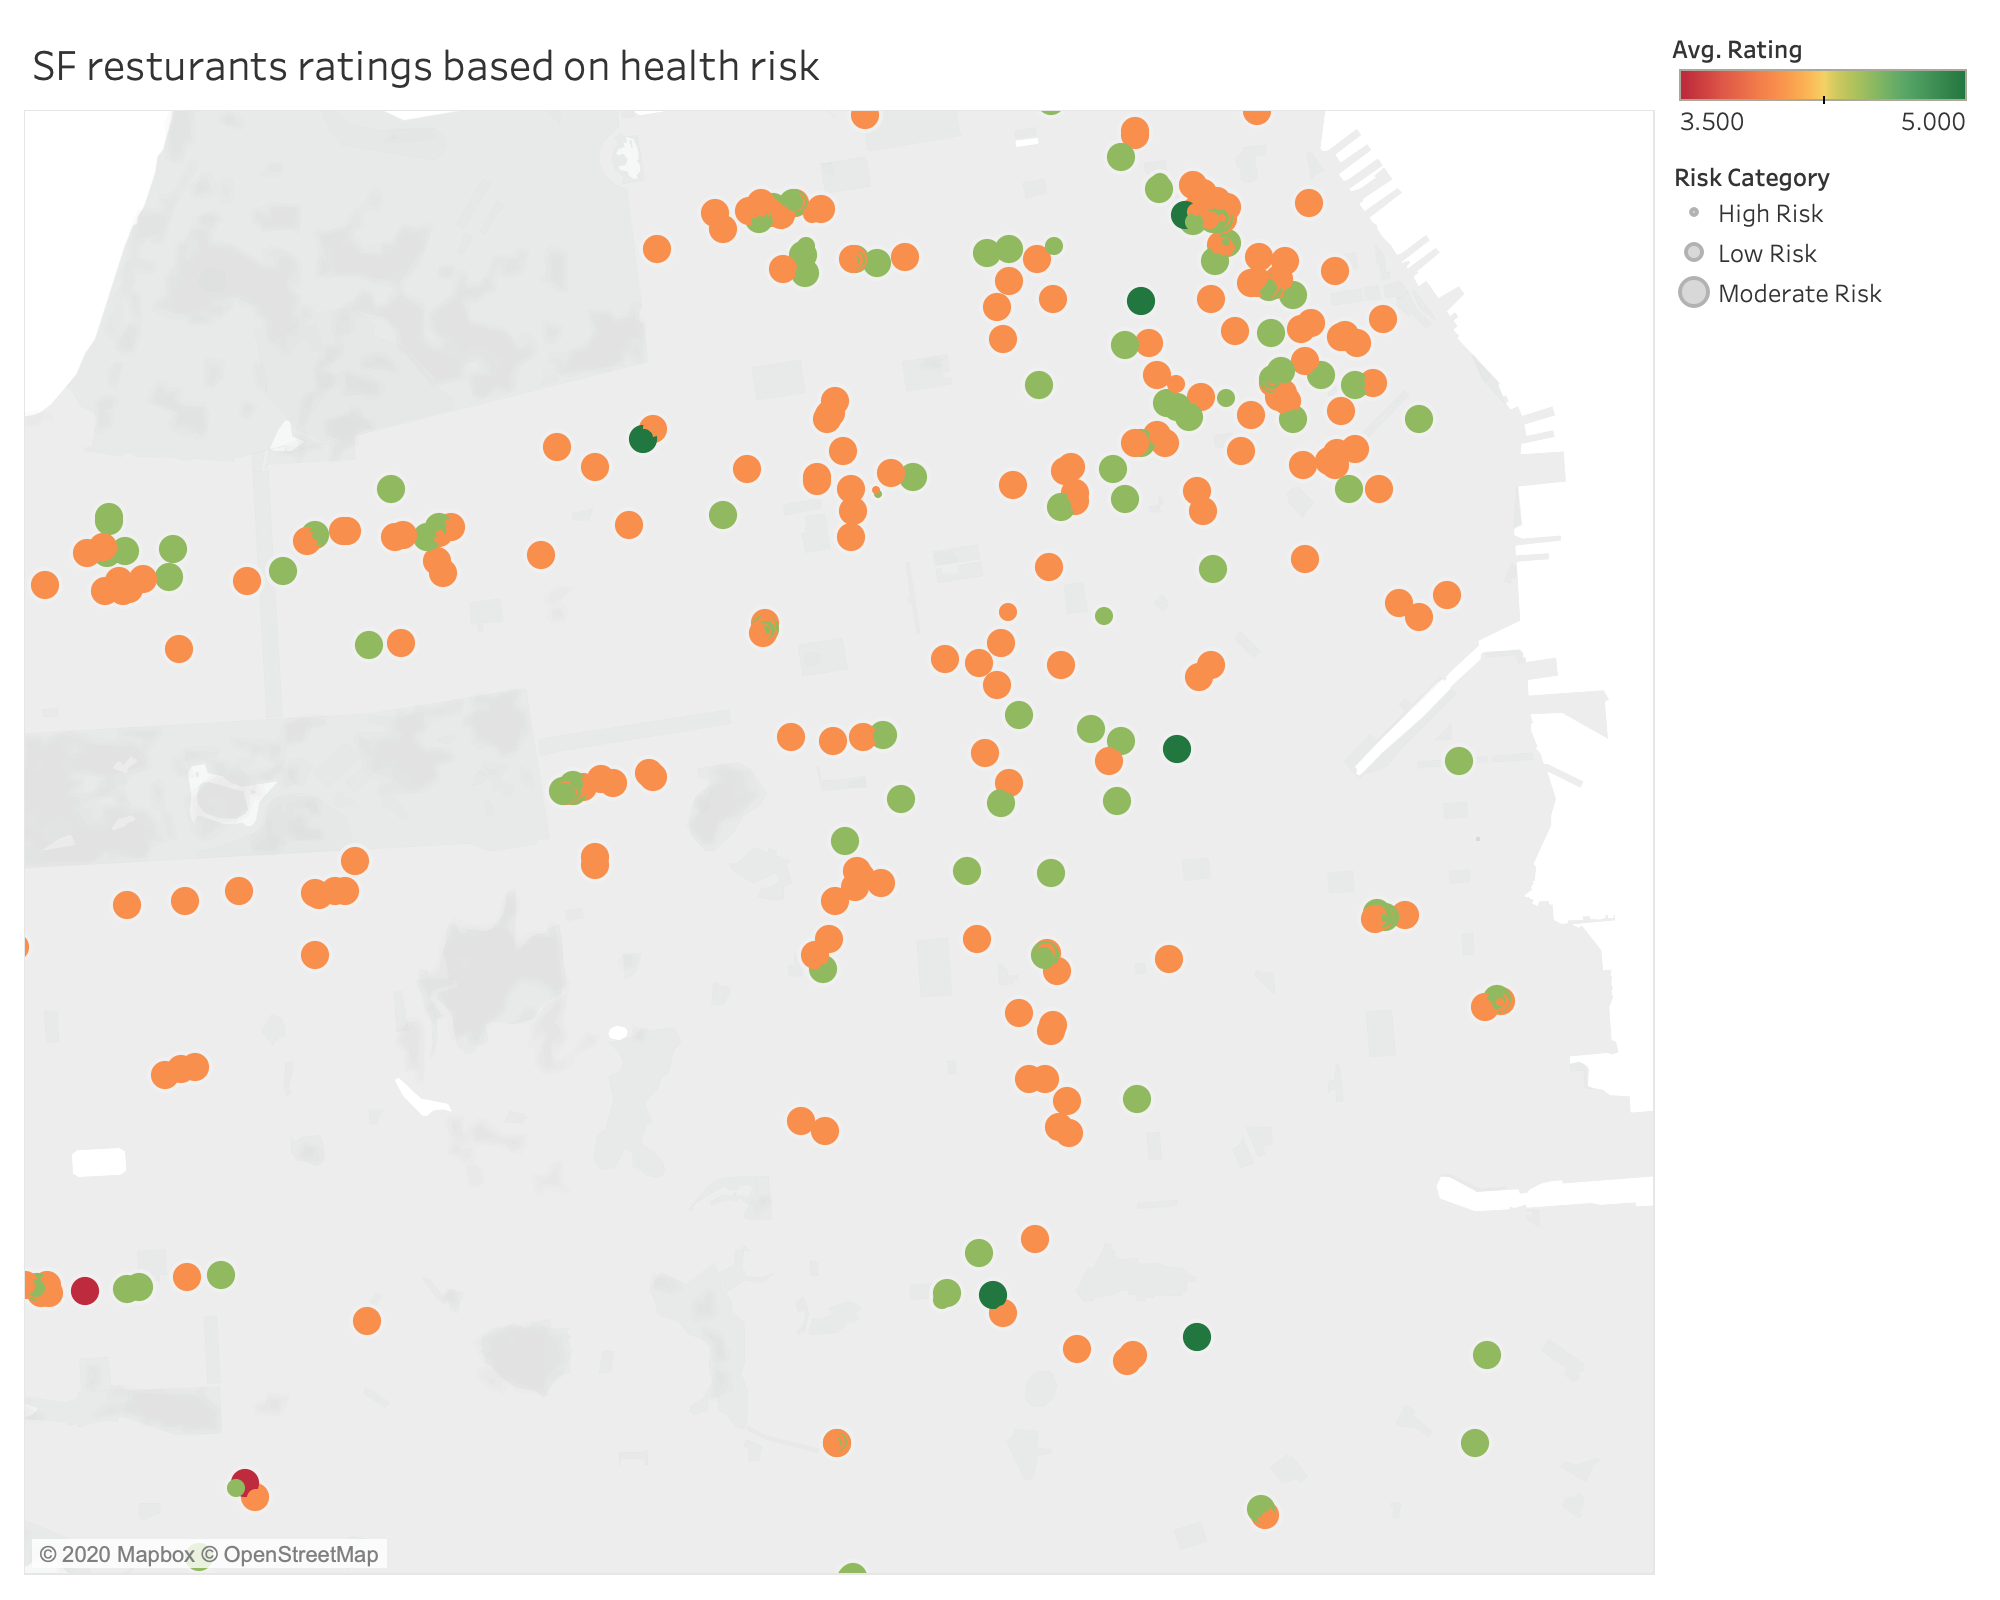 SF resturants ratings based on health risk
Avg. Rating
3.500 5.000
Risk Category
High Risk
Low Risk
Moderate Risk
© 2020 Mapbox © OpenStreetMap